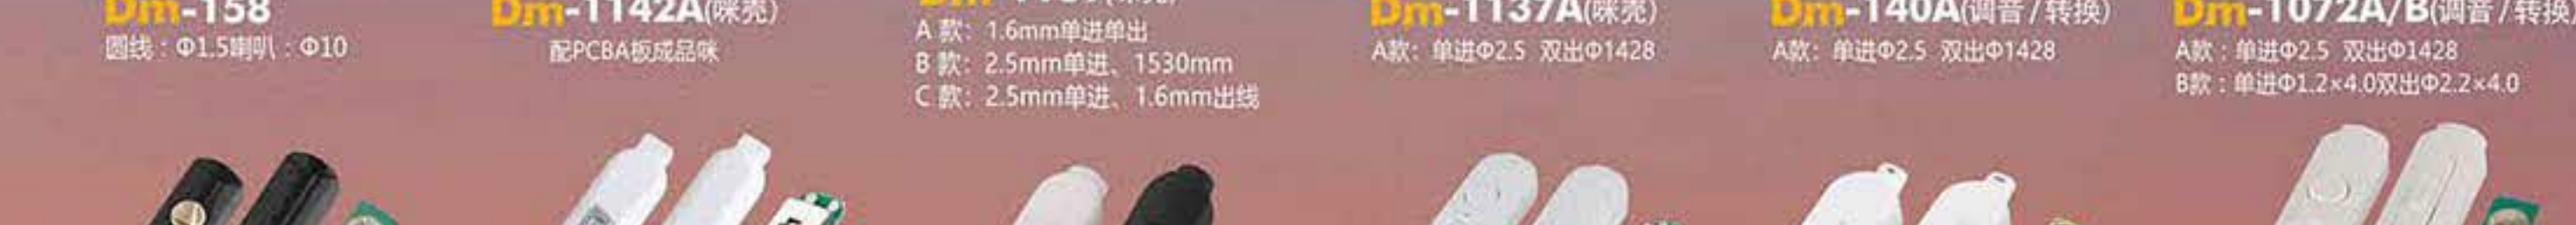 Dm-158
圆线：Φ1.5喇叭：Φ10
Dm-1142A(咪壳)
配PCBA板成品咪
A 款：1.6mm单进单出
B 款：2.5mm单进、1530mm
C 款：2.5mm单进、1.6mm出线
Dm-1137A(咪壳)
A款：单进Φ2.5 双出Φ1428
Dm-140A(调音/转换)
A款：单进Φ2.5 双出Φ1428
Dm-1072A/B(调音/转换
A款：单进Φ2.5 双出Φ1428
B款：单进Φ1.2×4.0双出Φ2.2×4.0